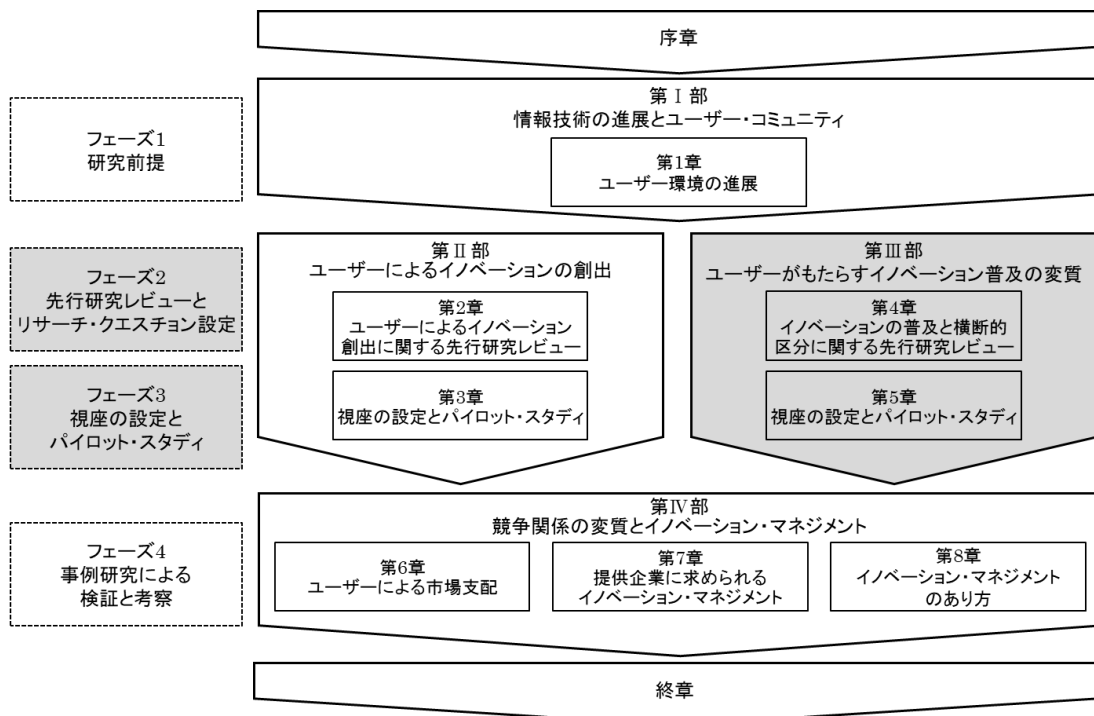 序章
フェーズ1
研究前提
第Ⅰ部
情報技術の進展とユーザー・コミュニティ
第1章
ユーザー環境の進展
フェーズ2
先行研究レビューと
リサーチ・クエスチョン設定
フェーズ3
視座の設定と
パイロット・スタディ
第Ⅱ部
ユーザーによるイノベーションの創出
第2章
ユーザーによるイノベーション
創出に関する先行研究レビュー
第3章
視座の設定とパイロット・スタディ
第Ⅲ部
ユーザーがもたらすイノベーション普及の変質
第4章
イノベーションの普及と横断的
区分に関する先行研究レビュー
第5章
視座の設定とパイロット・スタディ
フェーズ4
事例研究による
検証と考察
第Ⅳ部
競争関係の変質とイノベーション・マネジメント
第6章
ユーザーによる市場支配
第7章
提供企業に求められる
イノベーション・マネジメント
第8章
イノベーション・マネジメント
のあり方
終章